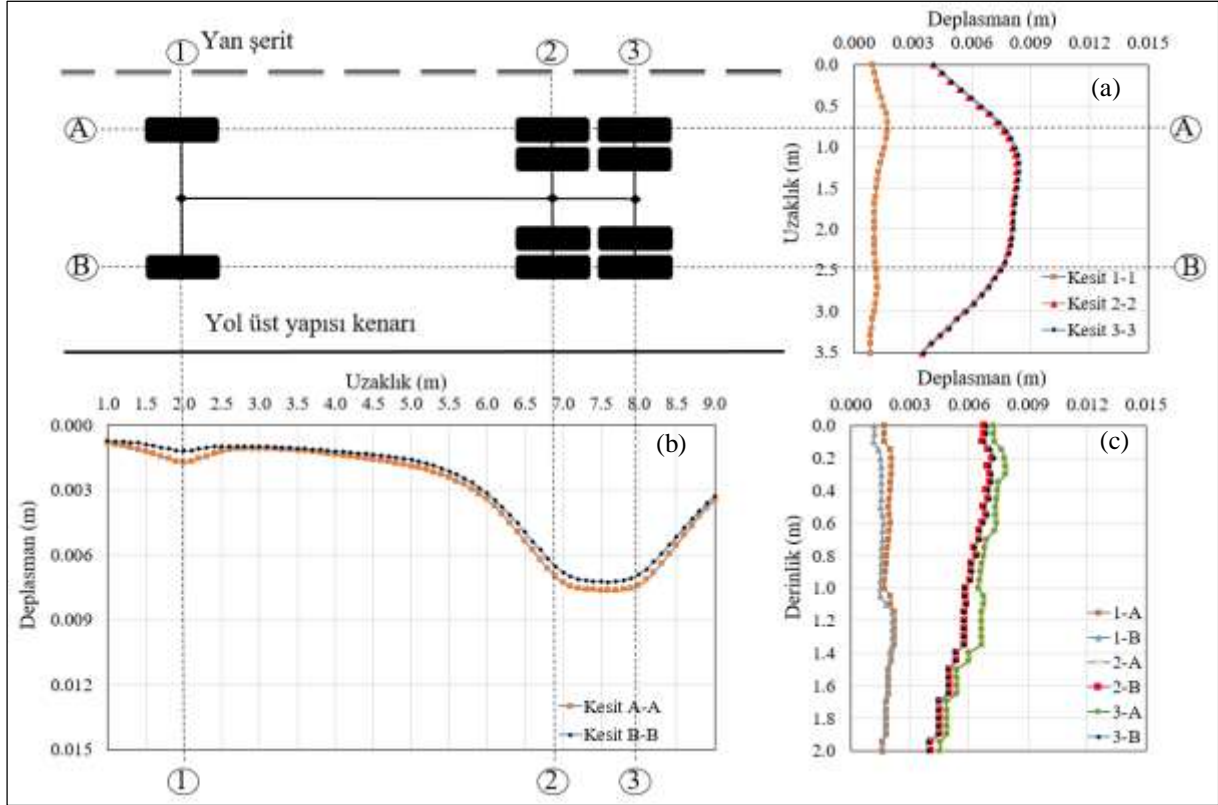 Yan şerit
1
2
3
A
B
Yol üst yapısı kenarı
Deplasman (m)
0.000 0.003 0.006 0.009 0.012 0.015
(a)
0.0
0.5
1.0
1.5
2.0
2.5
3.0
3.5
Uzaklık (m)
A
B
Kesit 1-1
Kesit 2-2
Kesit 3-3
Uzaklık (m)
1.0 1.5 2.0 2.5 3.0 3.5 4.0 4.5 5.0 5.5 6.0 6.5 7.0 7.5 8.0 8.5 9.0
(b)
0.000
0.003
0.006
0.009
0.012
0.015
Deplasman (m)
Kesit A-A
Kesit B-B
1
2
3
Deplasman (m)
0.000 0.003 0.006 0.009 0.012 0.015
(c)
0.0
0.2
0.4
0.6
0.8
1.0
1.2
1.4
1.6
1.8
2.0
Derinlik (m)
1-A
1-B
2-A
2-B
3-A
3-B